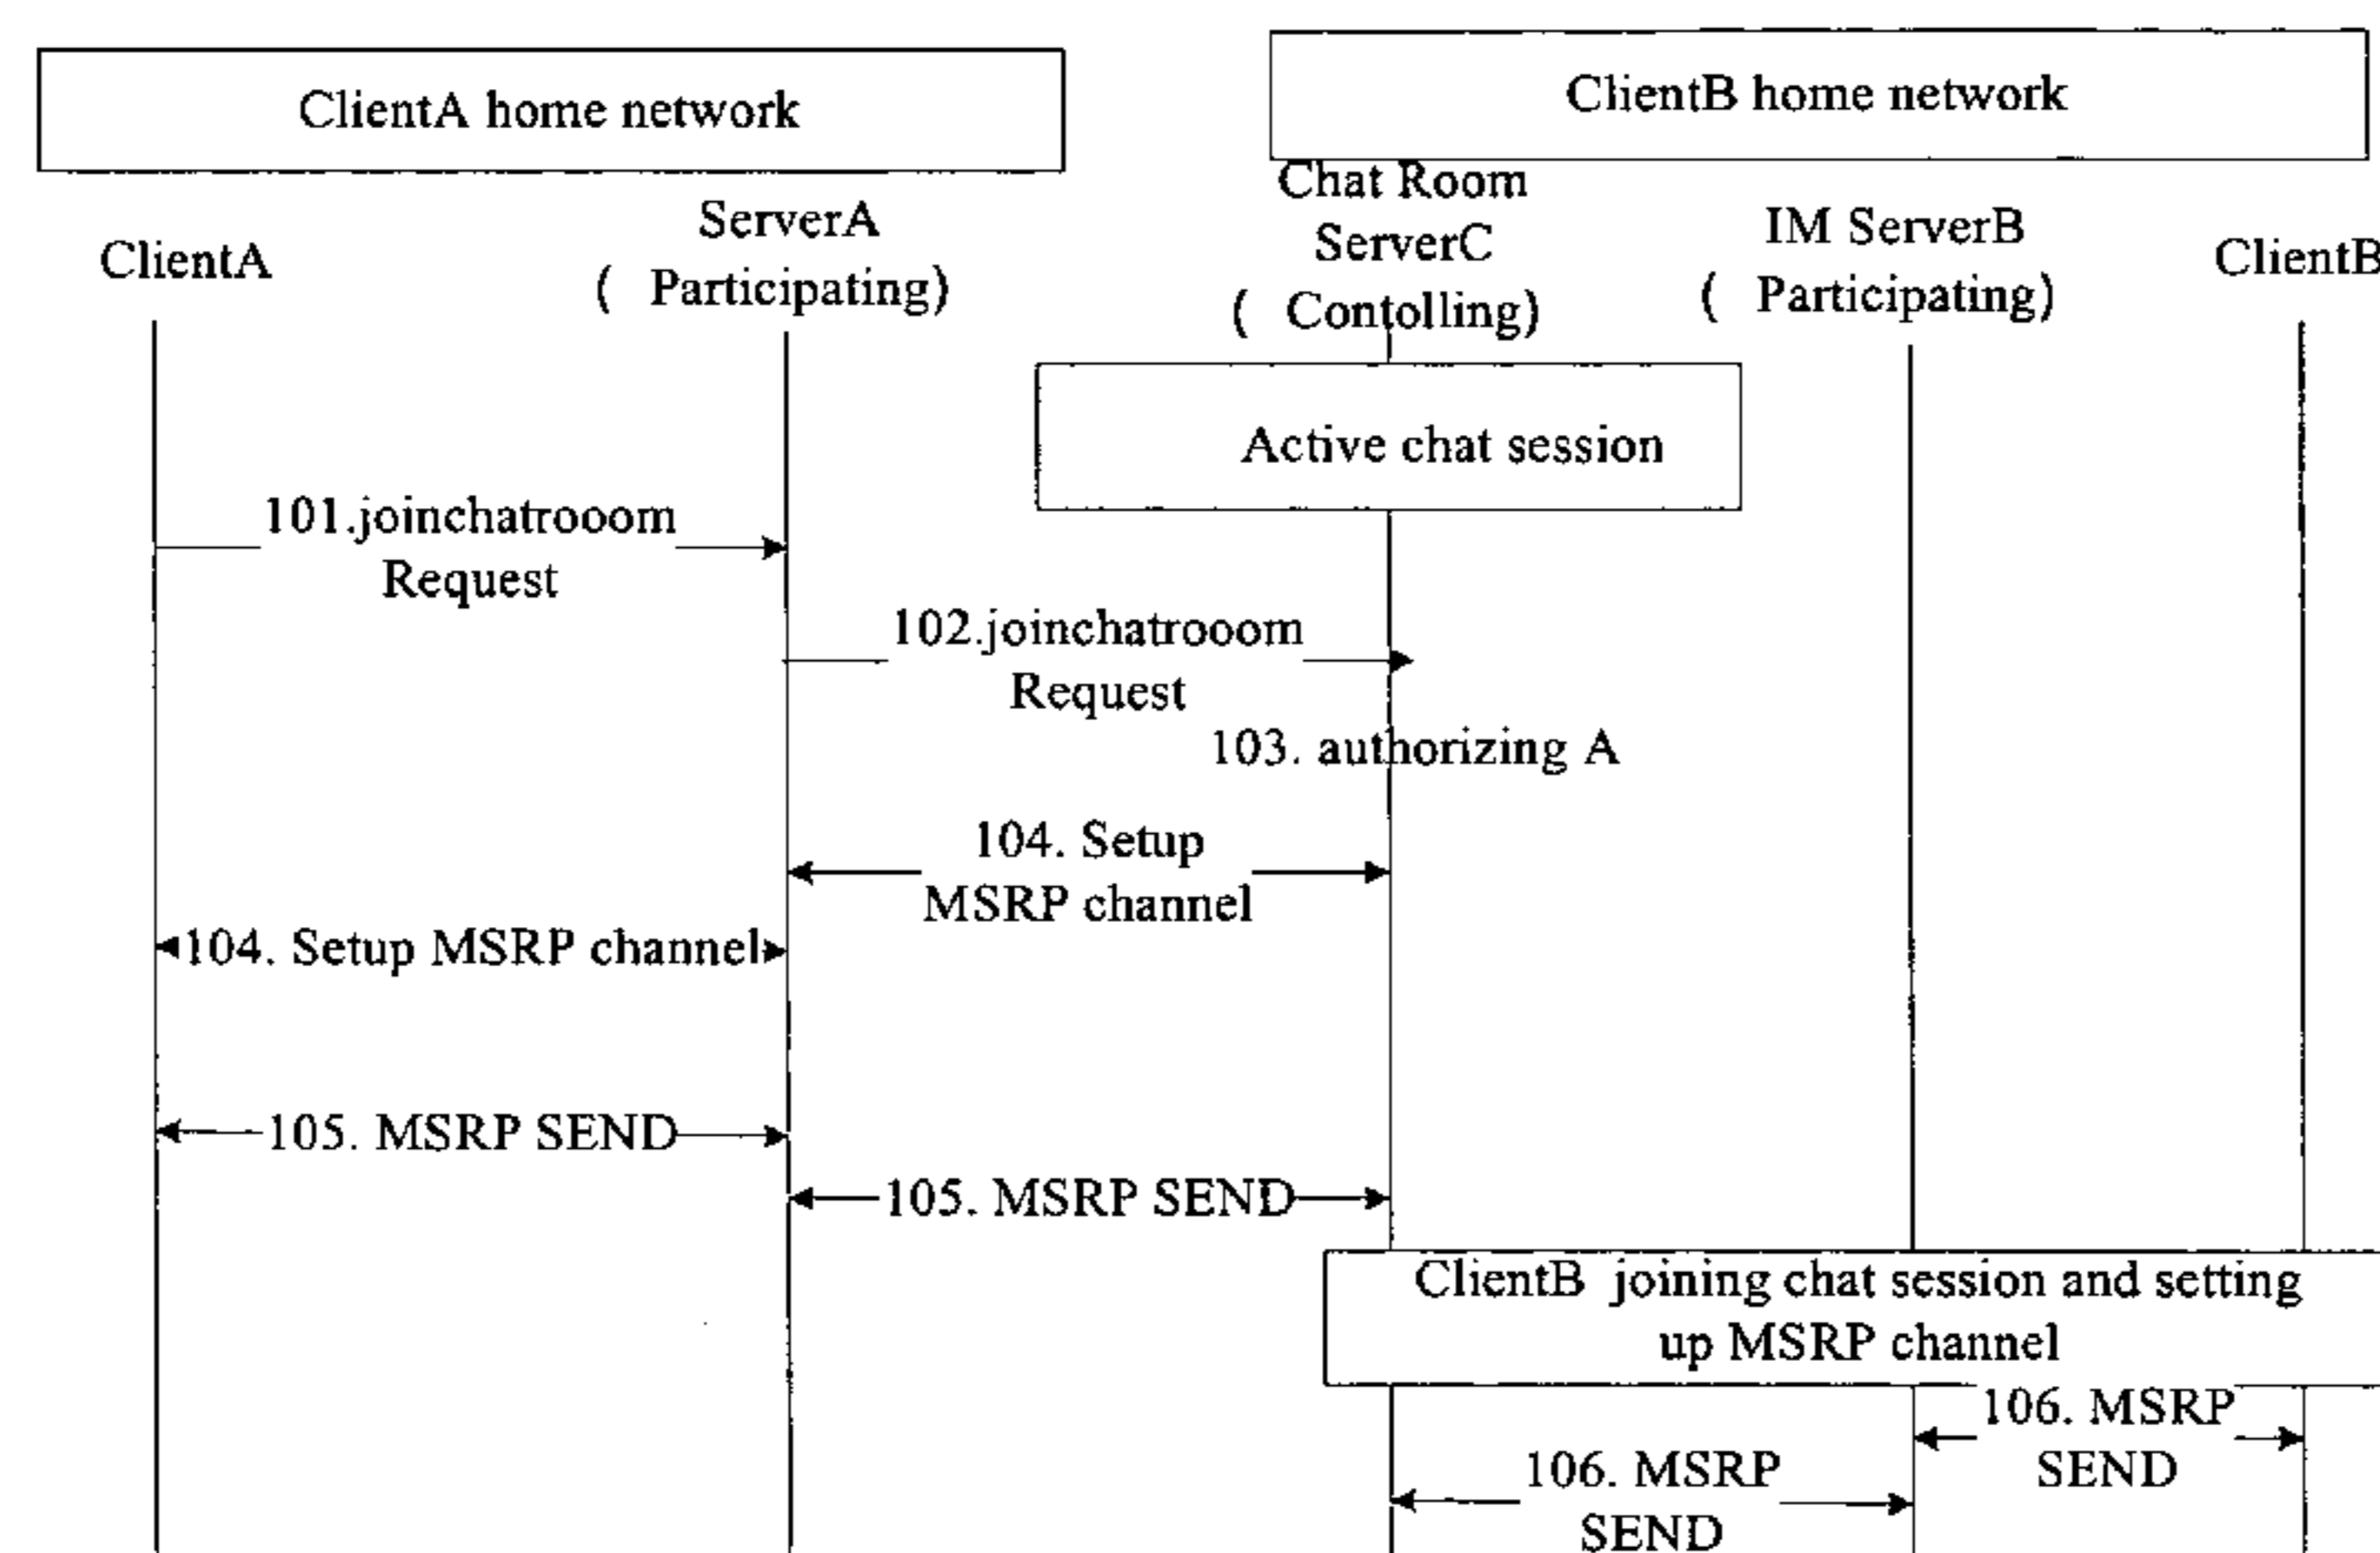 ClientA home network
ClientB home network
ClientA
ServerA
( Participating)
Chat Room
ServerC
( Contolling)
IM ServerB
( Participating)
ClientB
Active chat session
101.joinchatrooom
Request
102.joinchatrooom
Request
103. authorizing A
104. Setup
MSRP channel
104. Setup MSRP channel
105. MSRP SEND
105. MSRP SEND
ClientB joining chat session and setting
up MSRP channel
106. MSRP
SEND
106. MSRP
SEND